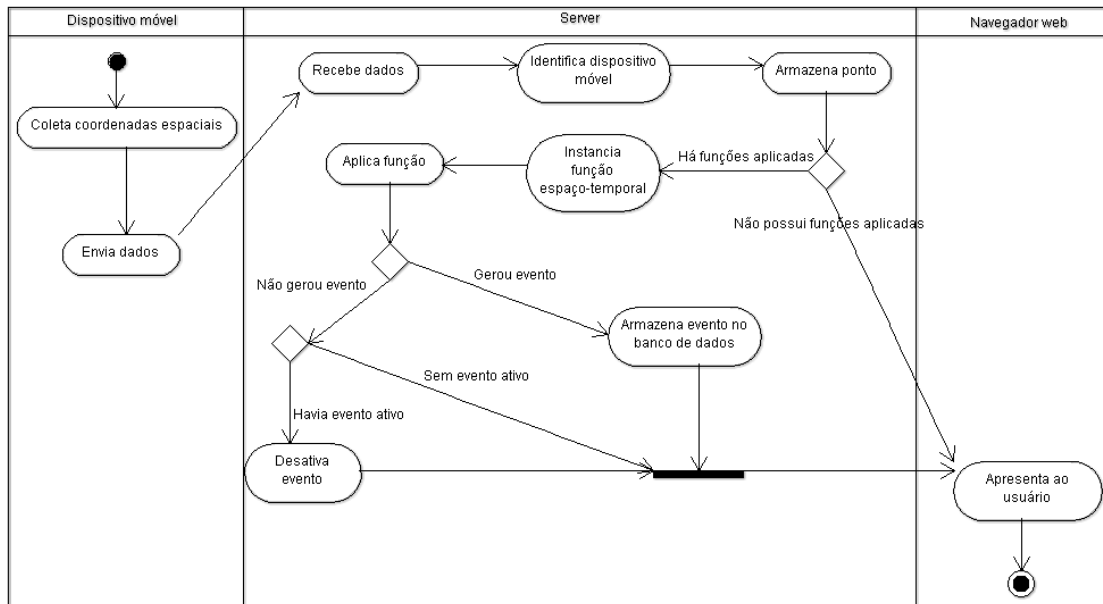 Dispositivo móvel
Server
Navegador web
Recebe dados
Identifica dispositivo
móvel
Armazena ponto
Coleta coordenadas espaciais
Aplica função
Instancia
função
espaço-temporal
Há funções aplicadas
Não possui funções aplicadas
Envia dados
Não gerou evento
Gerou evento
Armazena evento no
banco de dados
Sem evento ativo
Havia evento ativo
Desativa
evento
Apresenta ao
usuário